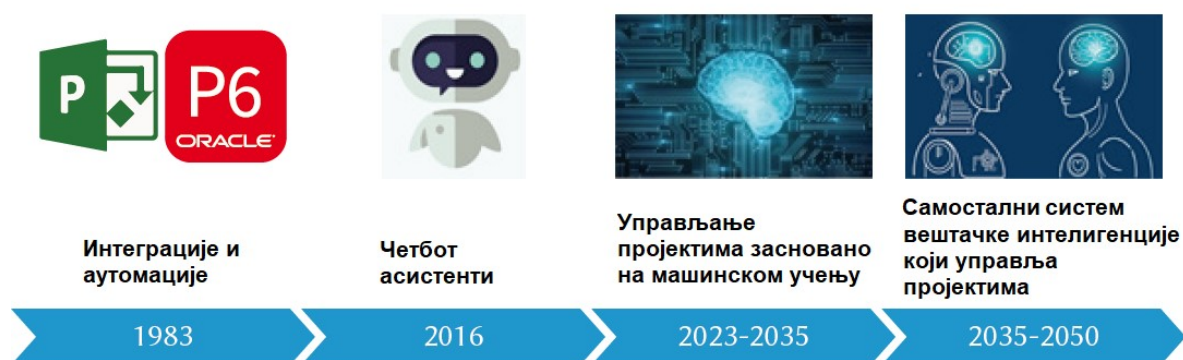 P
P6
ORACLE
Интеграције и
аутомације
Четбот
асистенти
Управљање
пројектима засновано
на машинском учењу
Самостални систем
вештачке интелигенције
који управља
пројектима
1983
2016
2023-2035
2035-2050